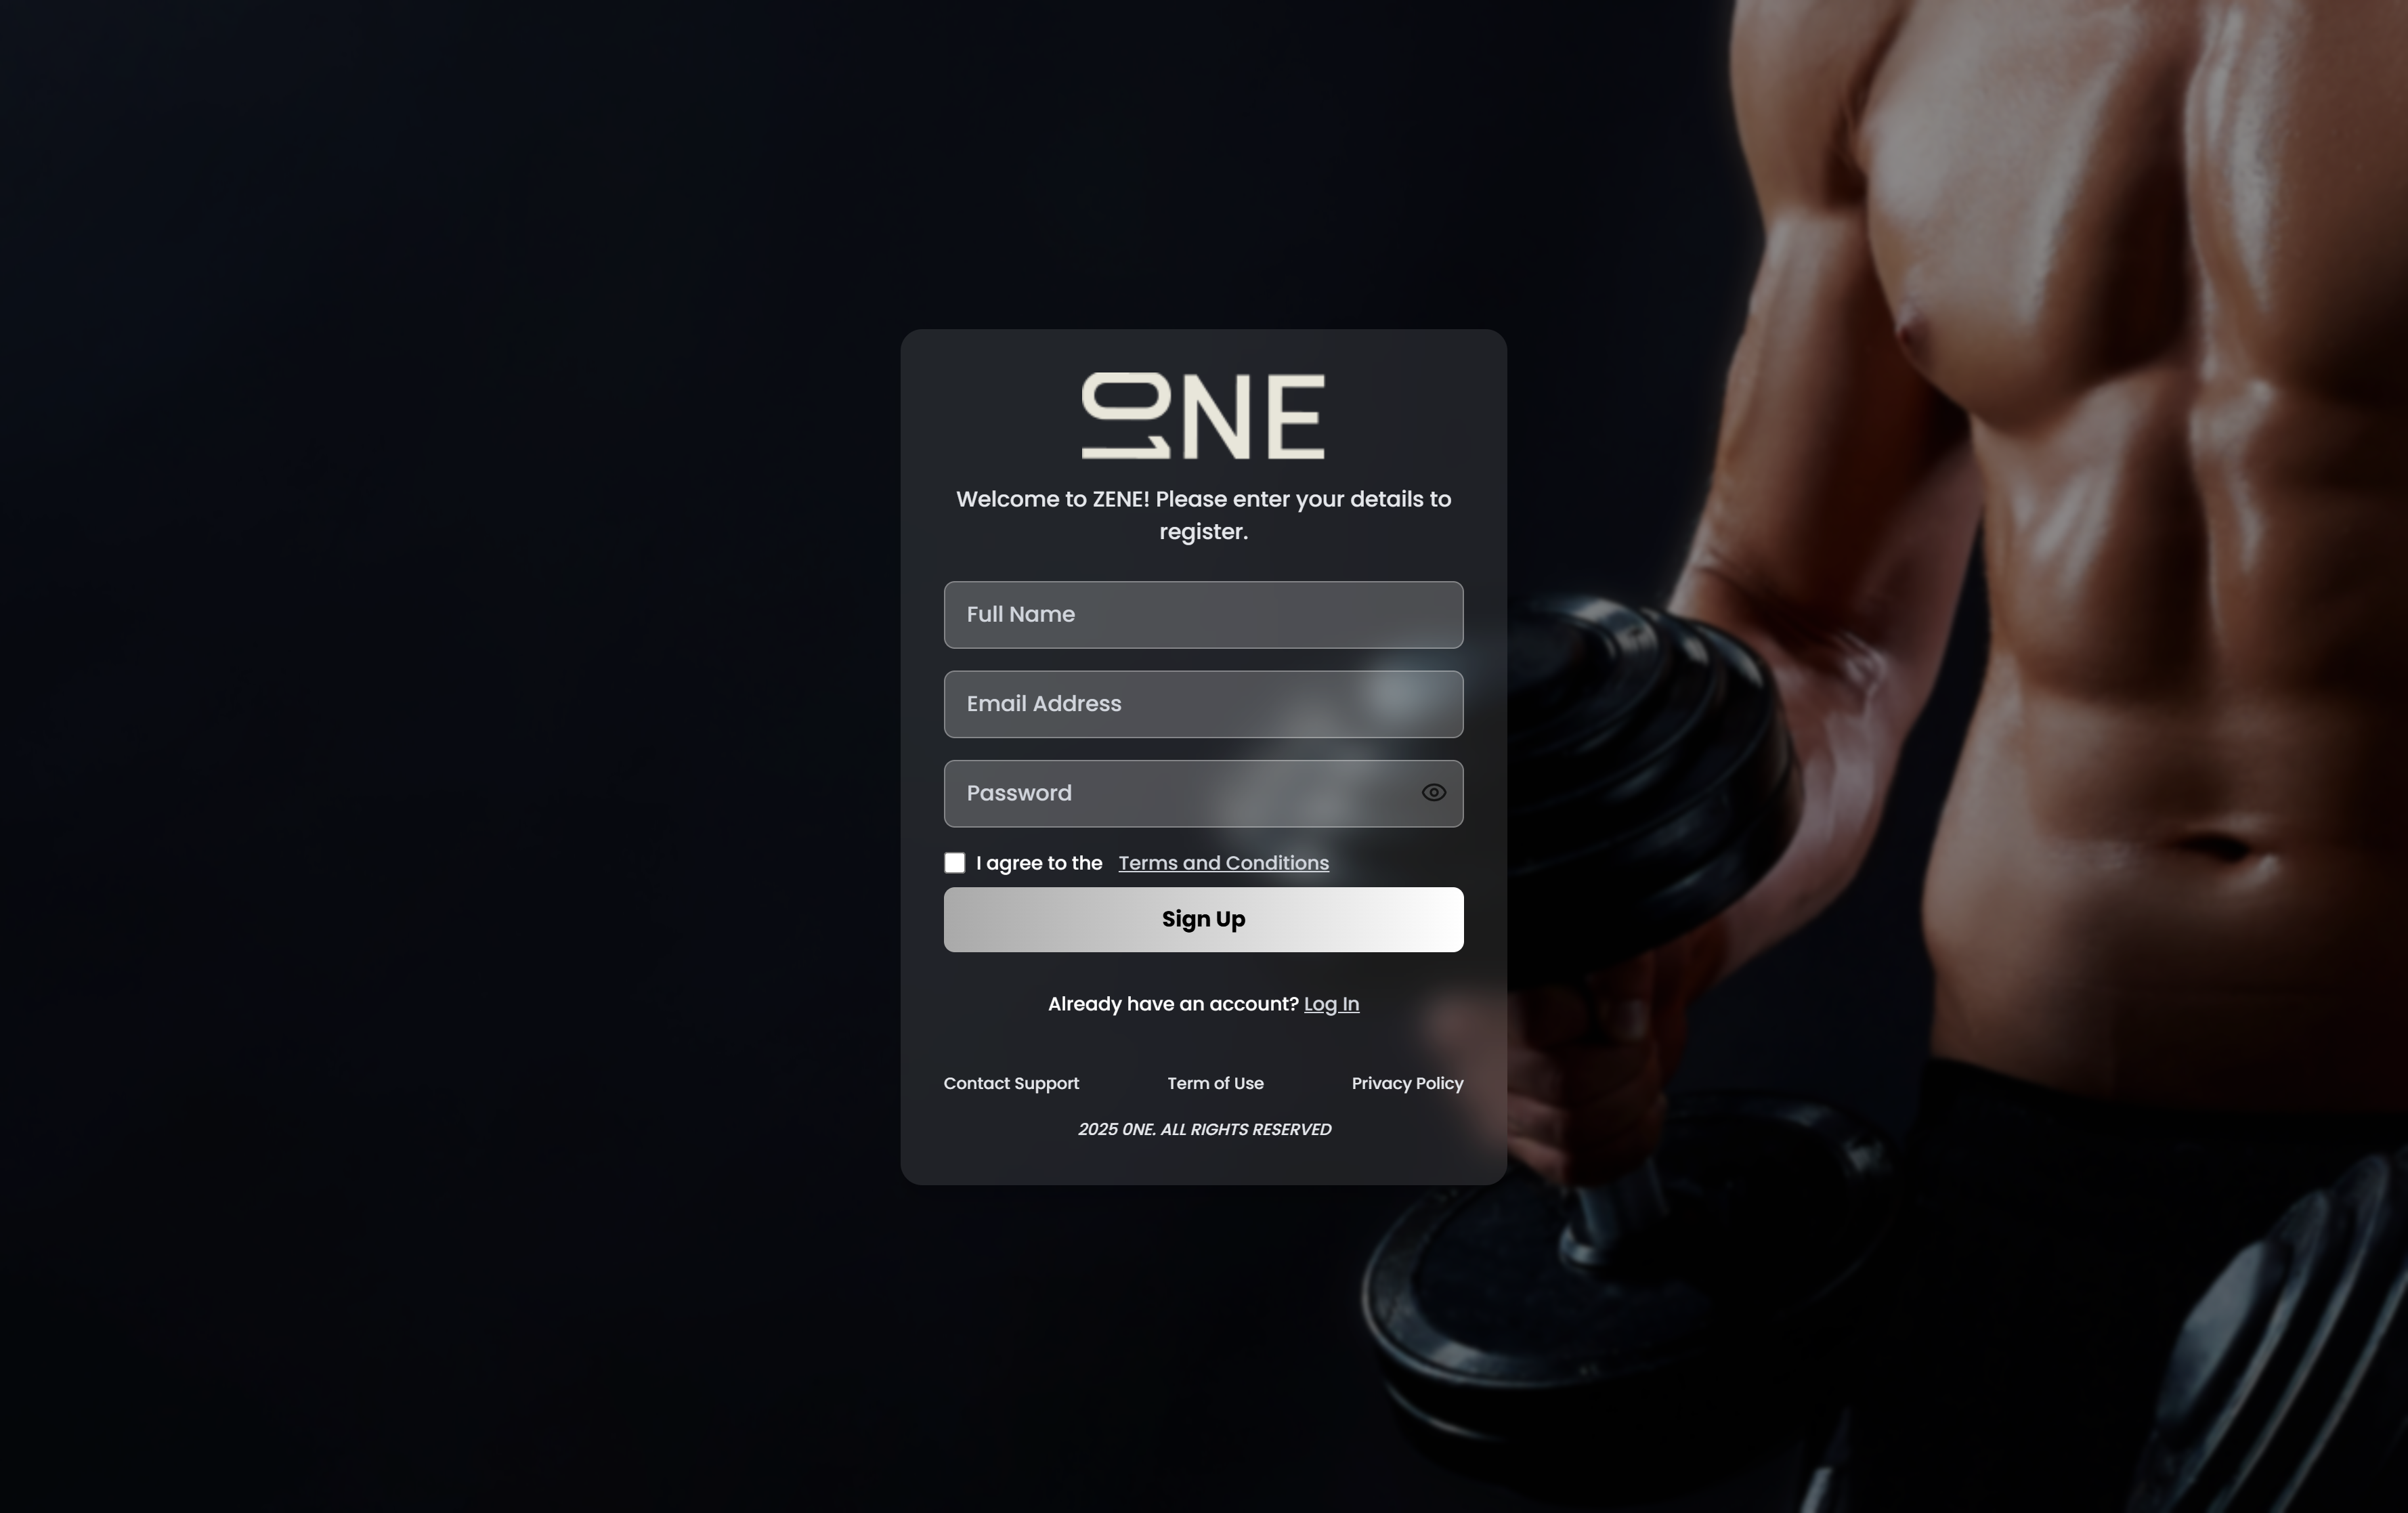 01NE
Welcome to ZENE! Please enter your details to
register.
Full Name
Email Address
Password
I agree to the Terms and Conditions
Sign Up
Already have an account? Log In
Contact Support Term of Use Privacy Policy
2025 0NE. ALL RIGHTS RESERVED